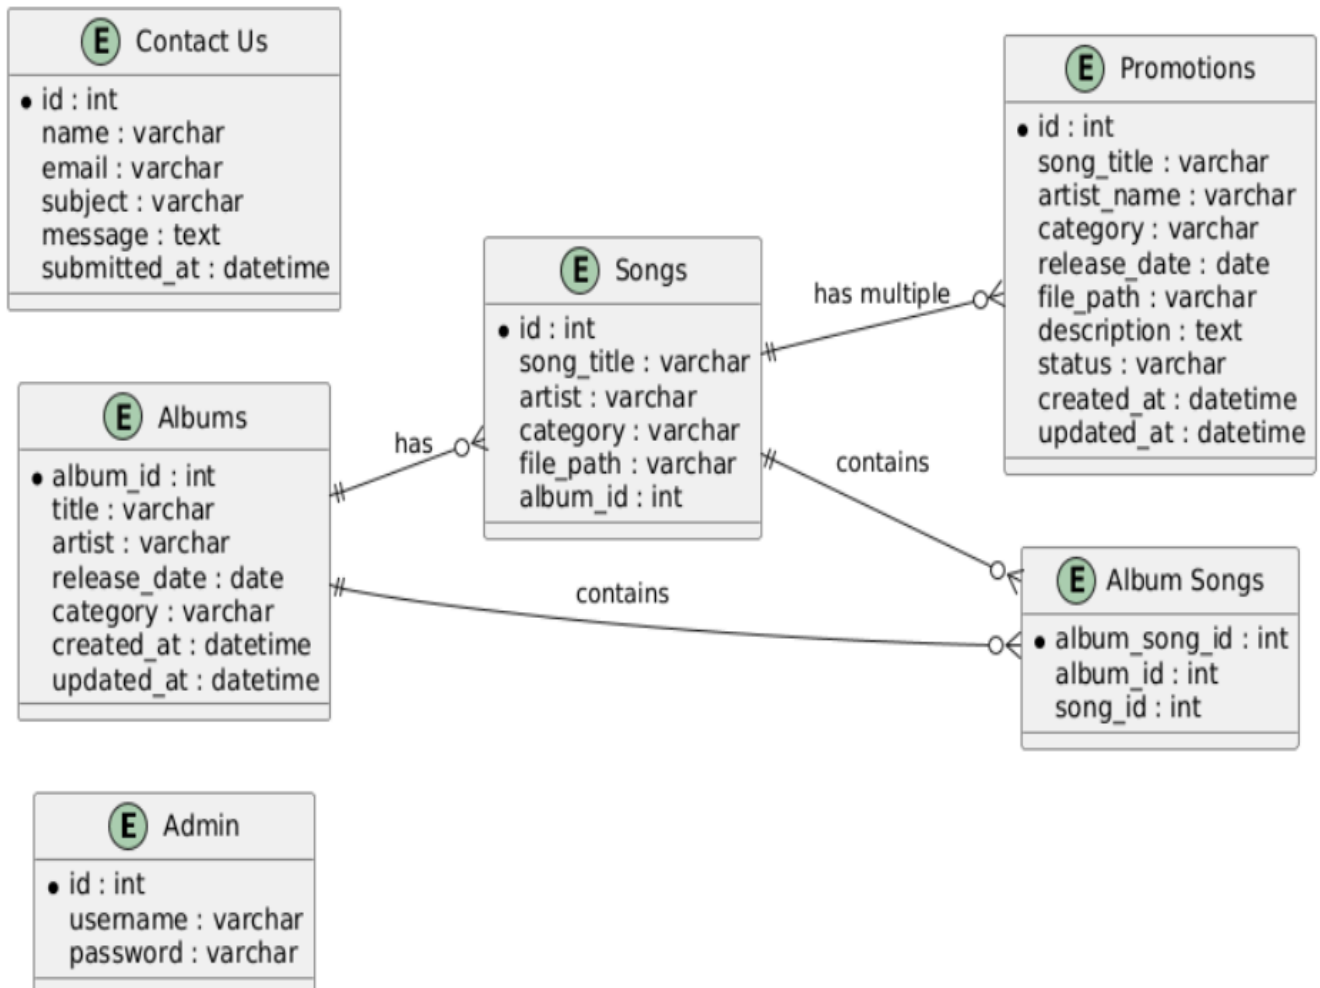 E Contact Us
id : int
name : varchar
email : varchar
subject : varchar
message : text
submitted_at : datetime
E Promotions
id : int
song_title : varchar
artist_name : varchar
category : varchar
release_date : date
file_path : varchar
description : text
status : varchar
created_at : datetime
updated_at : datetime
E Songs
id : int
song_title : varchar
artist : varchar
category : varchar
file_path : varchar
album_id : int
has multiple
has
contains
E Albums
album_id : int
title : varchar
artist : varchar
release_date : date
category : varchar
created_at : datetime
updated_at : datetime
contains
E Album Songs
album_song_id : int
album_id : int
song_id : int
E Admin
id : int
username : varchar
password : varchar